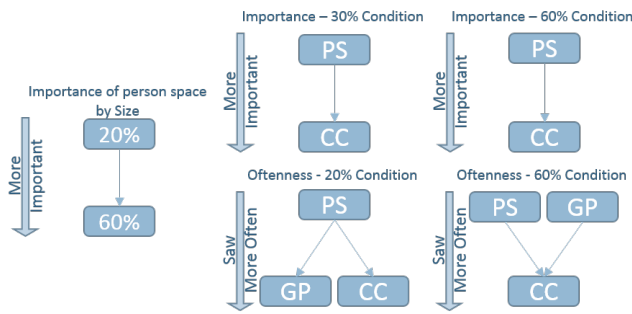 Importance of person space
by Size
More
Important
20%
60%
Importance – 30% Condition
More
Important
PS
CC
Importance – 60% Condition
More
Important
PS
CC
Oftenness - 20% Condition
Saw
More Often
PS
GP
CC
Oftenness - 60% Condition
Saw
More Often
PS
GP
CC